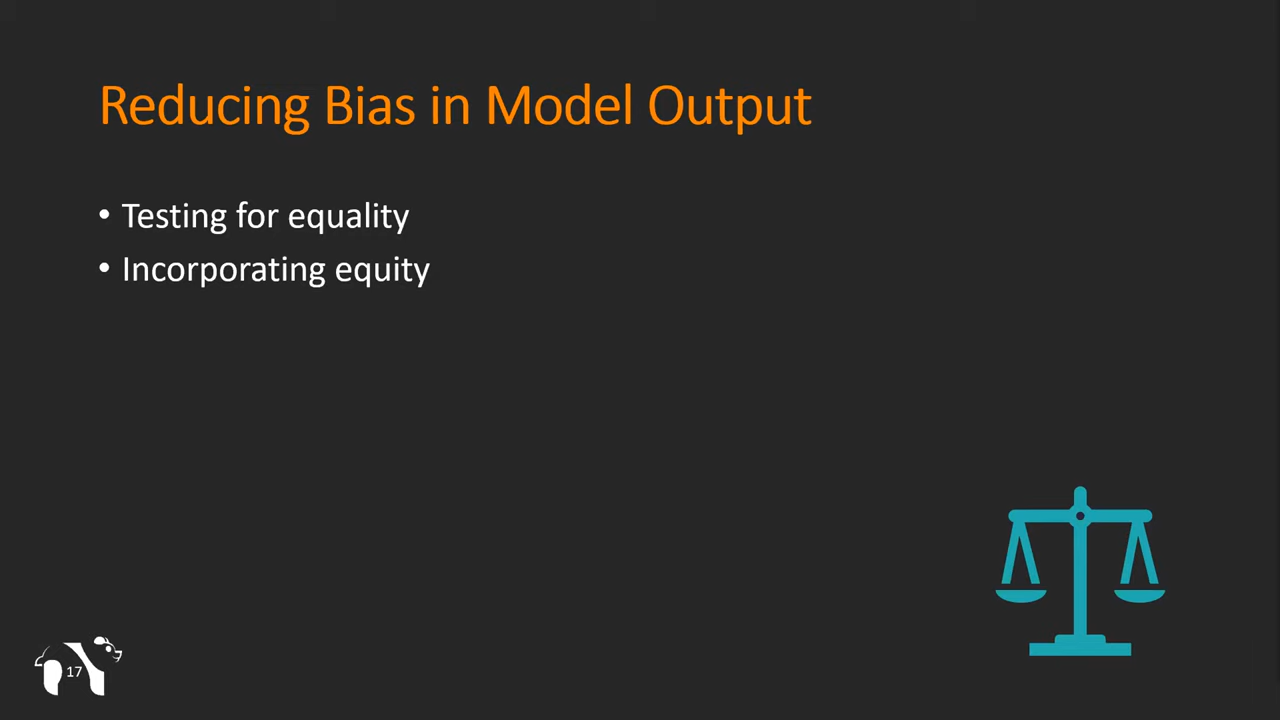 Reducing Bias in Model Output
• Testing for equality
• Incorporating equity
17